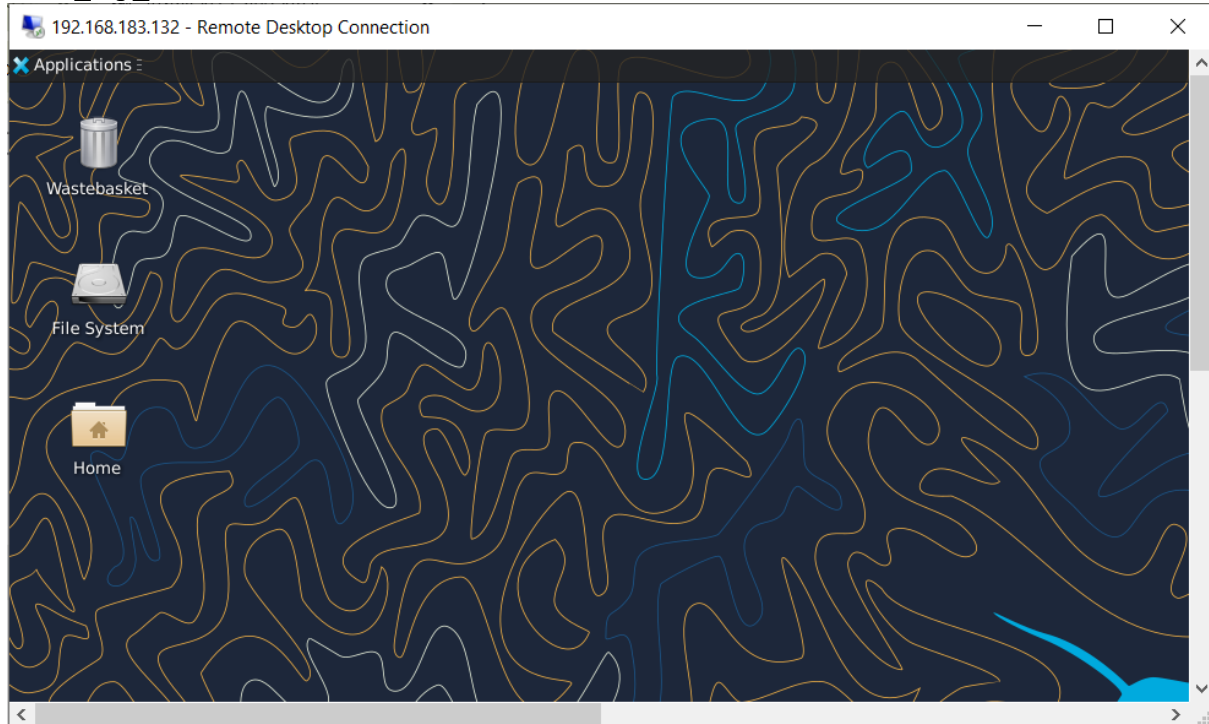 192.168.183.132 - Remote Desktop Connection
Applications
Wastebasket
File System
Home